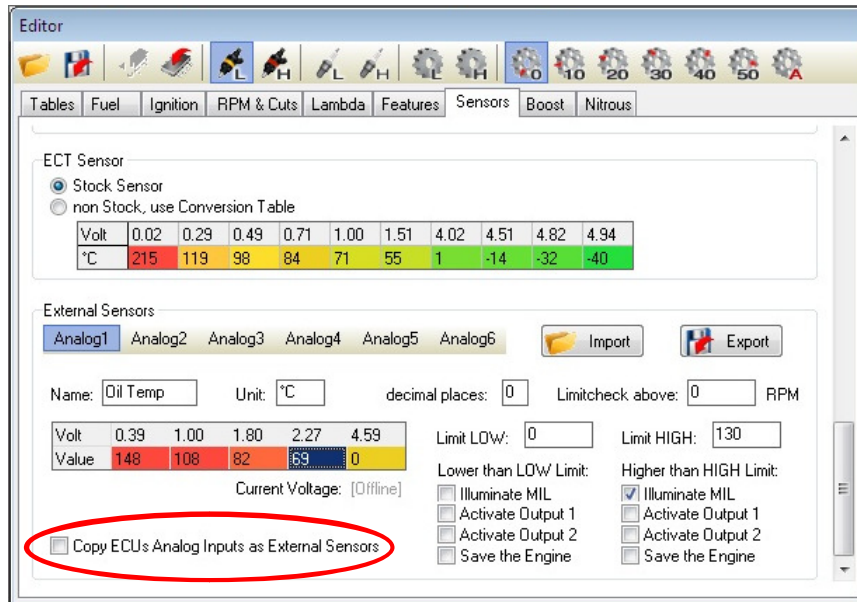 Editor
L H L H L H 0 10 20 30 40 50 A
Tables Fuel Ignition RPM & Cuts Lambda Features Sensors Boost Nitrous
ECT Sensor
Stock Sensor
non Stock, use Conversion Table
Volt 0.02 0.29 0.49 0.71 1.00 1.51 4.02 4.51 4.82 4.94
°C 215 119 98 84 71 55 1 -14 -32 -40
External Sensors
Analog1 Analog2 Analog3 Analog4 Analog5 Analog6 Import Export
Name: Oil Temp Unit: °C decimal places: 0 Limitcheck above: 0 RPM
Volt 0.39 1.00 1.80 2.27 4.59 Limit LOW: 0 Limit HIGH: 130
Value 148 108 82 69 0
Lower than LOW Limit: Higher than HIGH Limit:
Current Voltage: [Offline] Illuminate MIL Illuminate MIL
Activate Output 1 Activate Output 1
Activate Output 2 Activate Output 2
Copy ECUs Analog Inputs as External Sensors Save the Engine Save the Engine